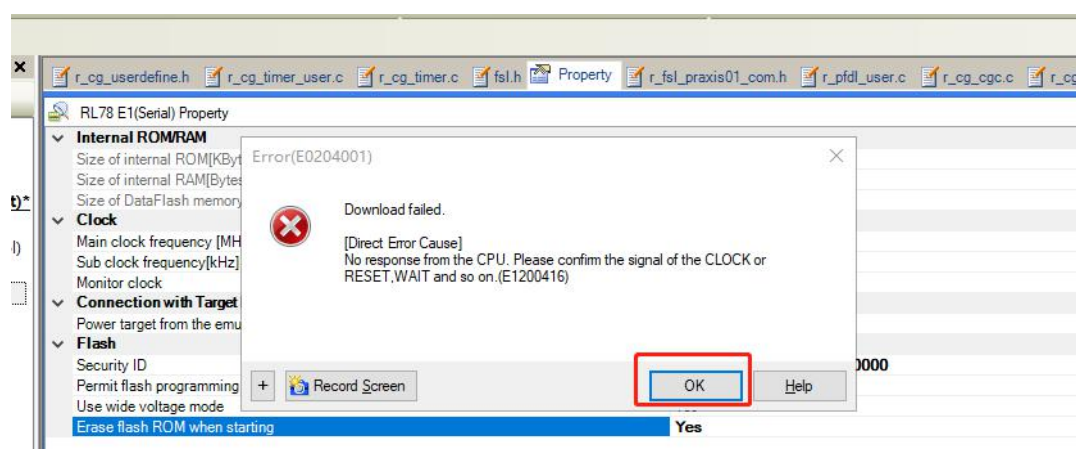 r_cg_userdefine.h r_cg_timer_user.c r_cg_timer.c fsl.h Property r_fsl_praxis01_com.h r_pfdl_user.c r_cg_cgc.c r_cg
RL78 E1(Serial) Property
Internal ROM/RAM
Size of internal ROM[KByt
Size of internal RAM[Bytes
Size of DataFlash memory
t)*
Clock
Main clock frequency [MH
l)
Sub clock frequency[kHz]
Monitor clock
Connection with Target
Power target from the emu
Flash
Security ID
0000
Permit flash programming
Use wide voltage mode
Erase flash ROM when starting
Yes
Error(E0204001)
Download failed.
[Direct Error Cause]
No response from the CPU. Please confirm the signal of the CLOCK or
RESET,WAIT and so on.(E1200416)
+ Record Screen OK Help